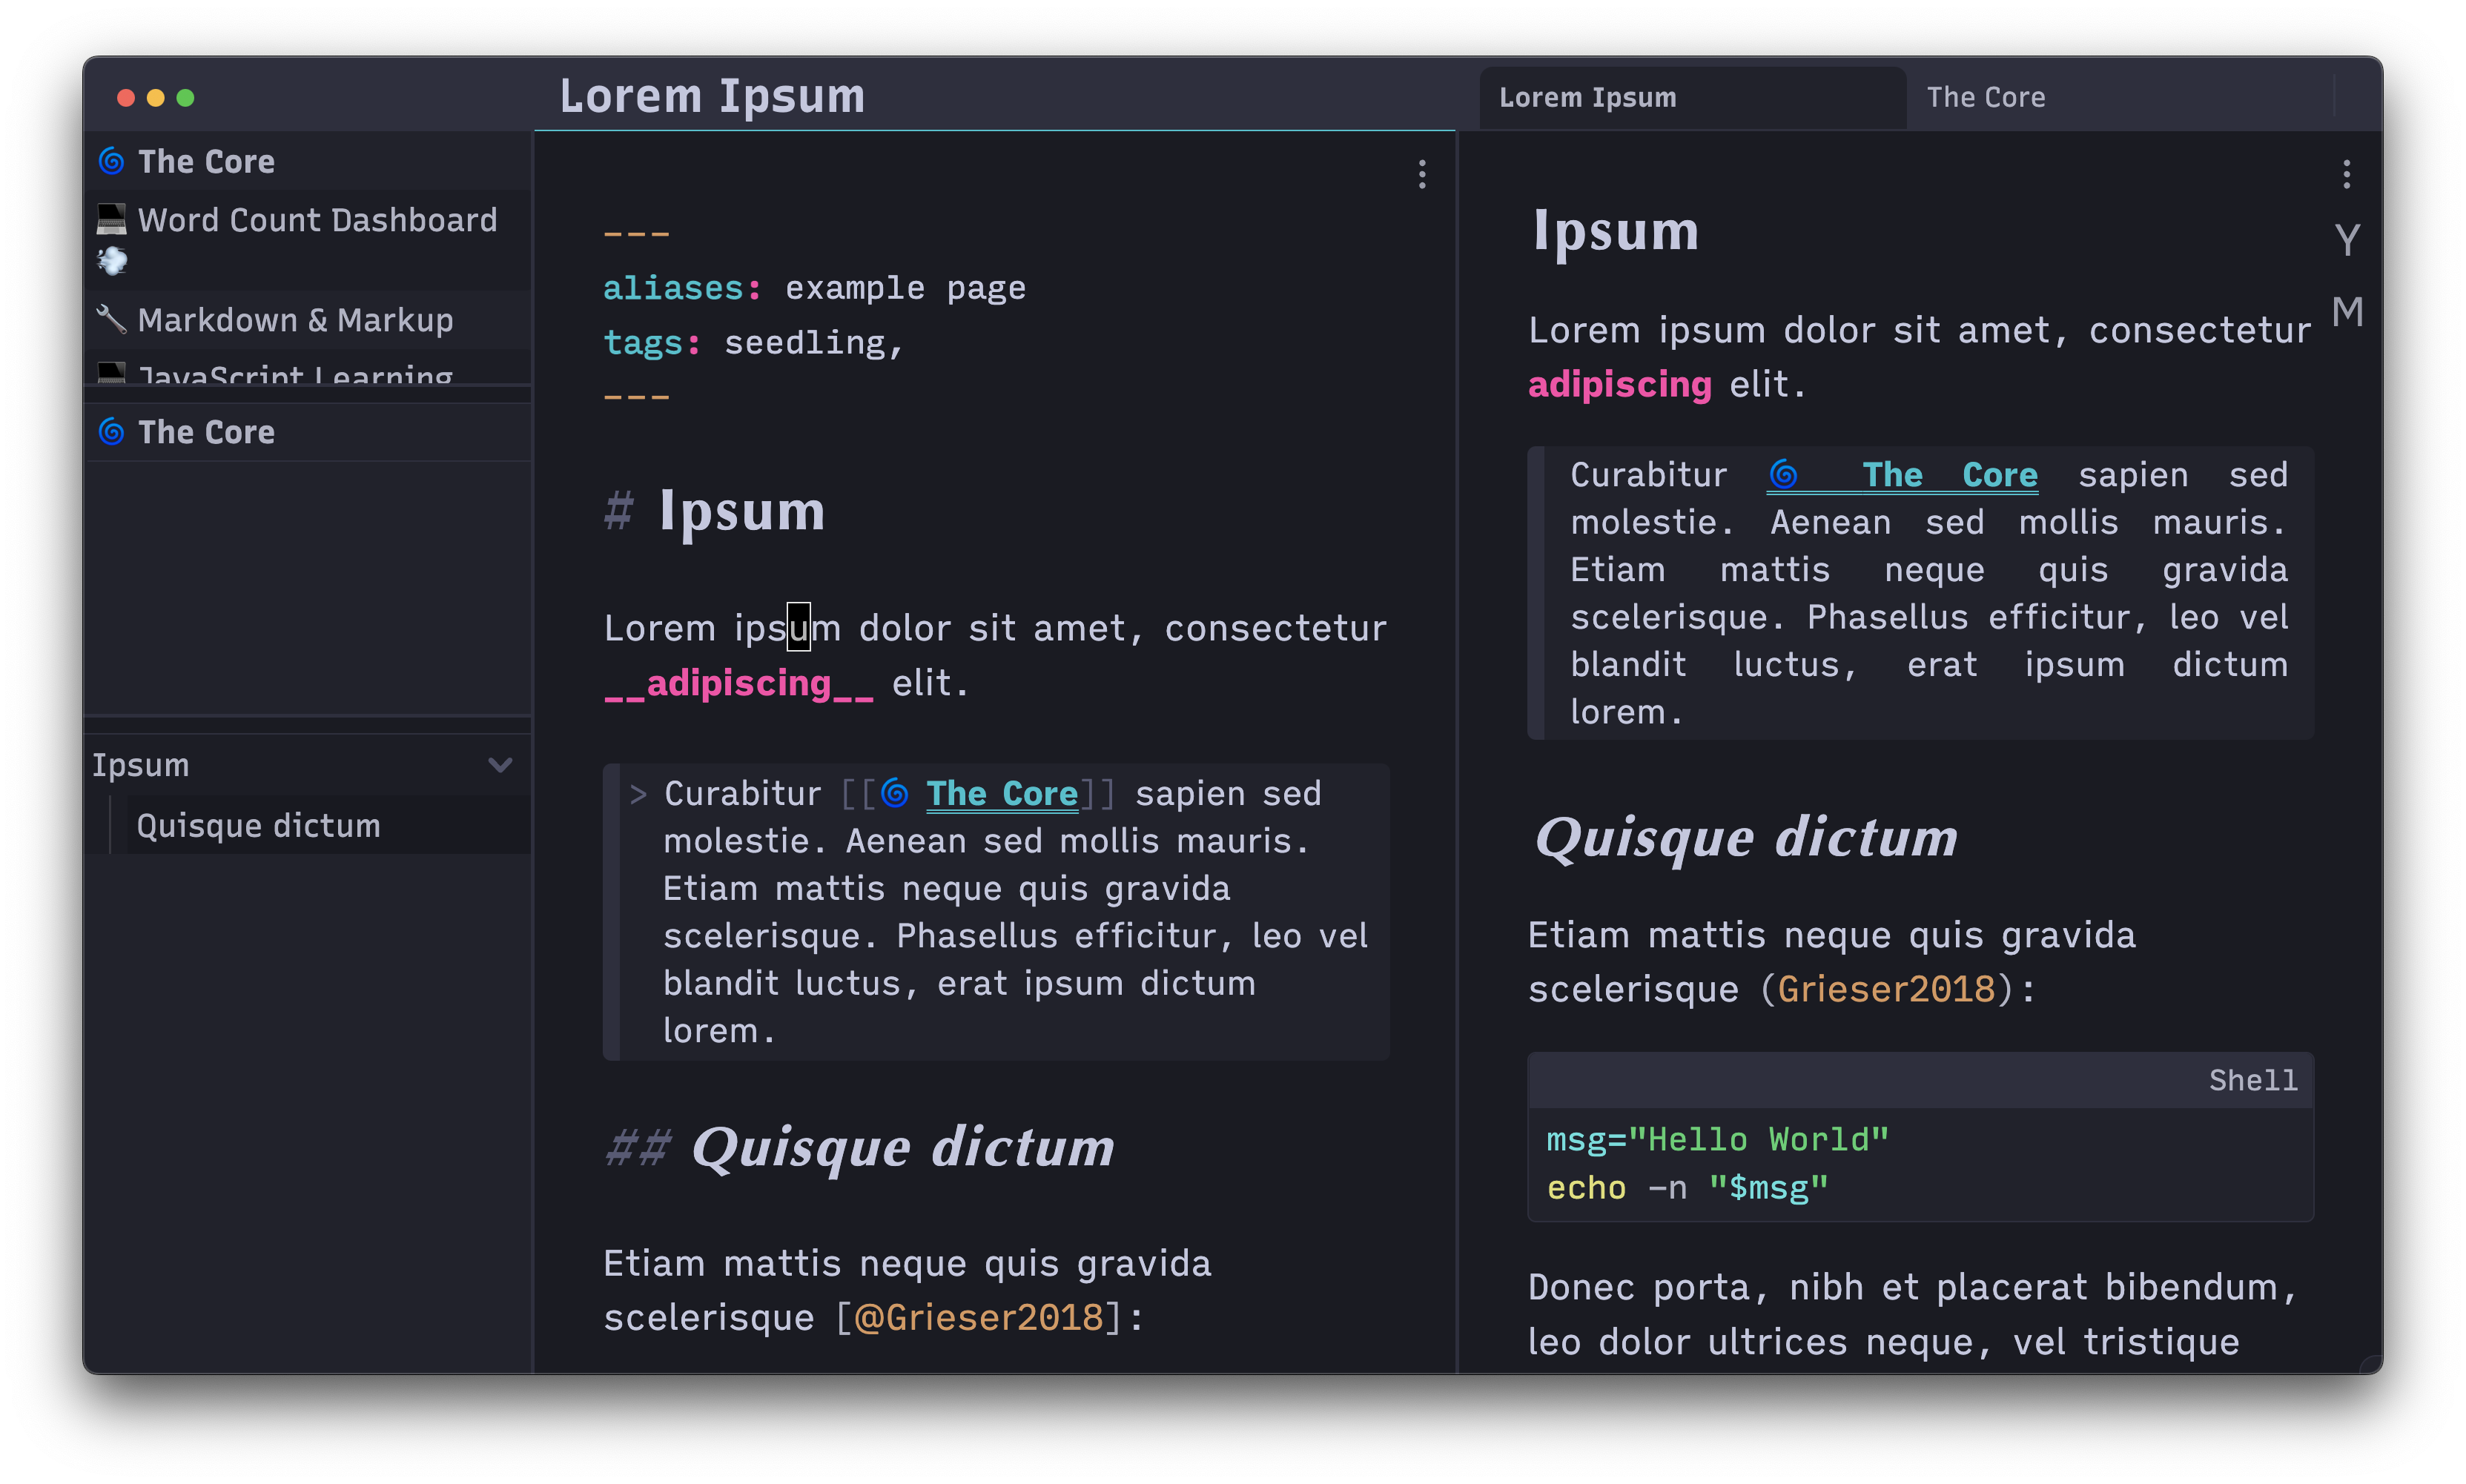 Lorem Ipsum
Lorem Ipsum
The Core
🌀 The Core
💻 Word Count Dashboard
💨
🔧 Markdown & Markup
💻 JavaScript Learning
🌀 The Core
Ipsum
Quisque dictum
---
aliases: example page
tags: seedling,
---
# Ipsum
Lorem ipsum dolor sit amet, consectetur
__adipiscing__ elit.
> Curabitur [[🌀 The Core]] sapien sed
molestie. Aenean sed mollis mauris.
Etiam mattis neque quis gravida
scelerisque. Phasellus efficitur, leo vel
blandit luctus, erat ipsum dictum
lorem.
## Quisque dictum
Etiam mattis neque quis gravida
scelerisque [@Grieser2018]:
Y
M
Ipsum
Lorem ipsum dolor sit amet, consectetur
adipiscing elit.
Curabitur 🌀 The Core sapien sed
molestie. Aenean sed mollis mauris.
Etiam mattis neque quis gravida
scelerisque. Phasellus efficitur, leo vel
blandit luctus, erat ipsum dictum
lorem.
Quisque dictum
Etiam mattis neque quis gravida
scelerisque (Grieser2018):
Shell
msg="Hello World"
echo -n "$msg"
Donec porta, nibh et placerat bibendum,
leo dolor ultrices neque, vel tristique